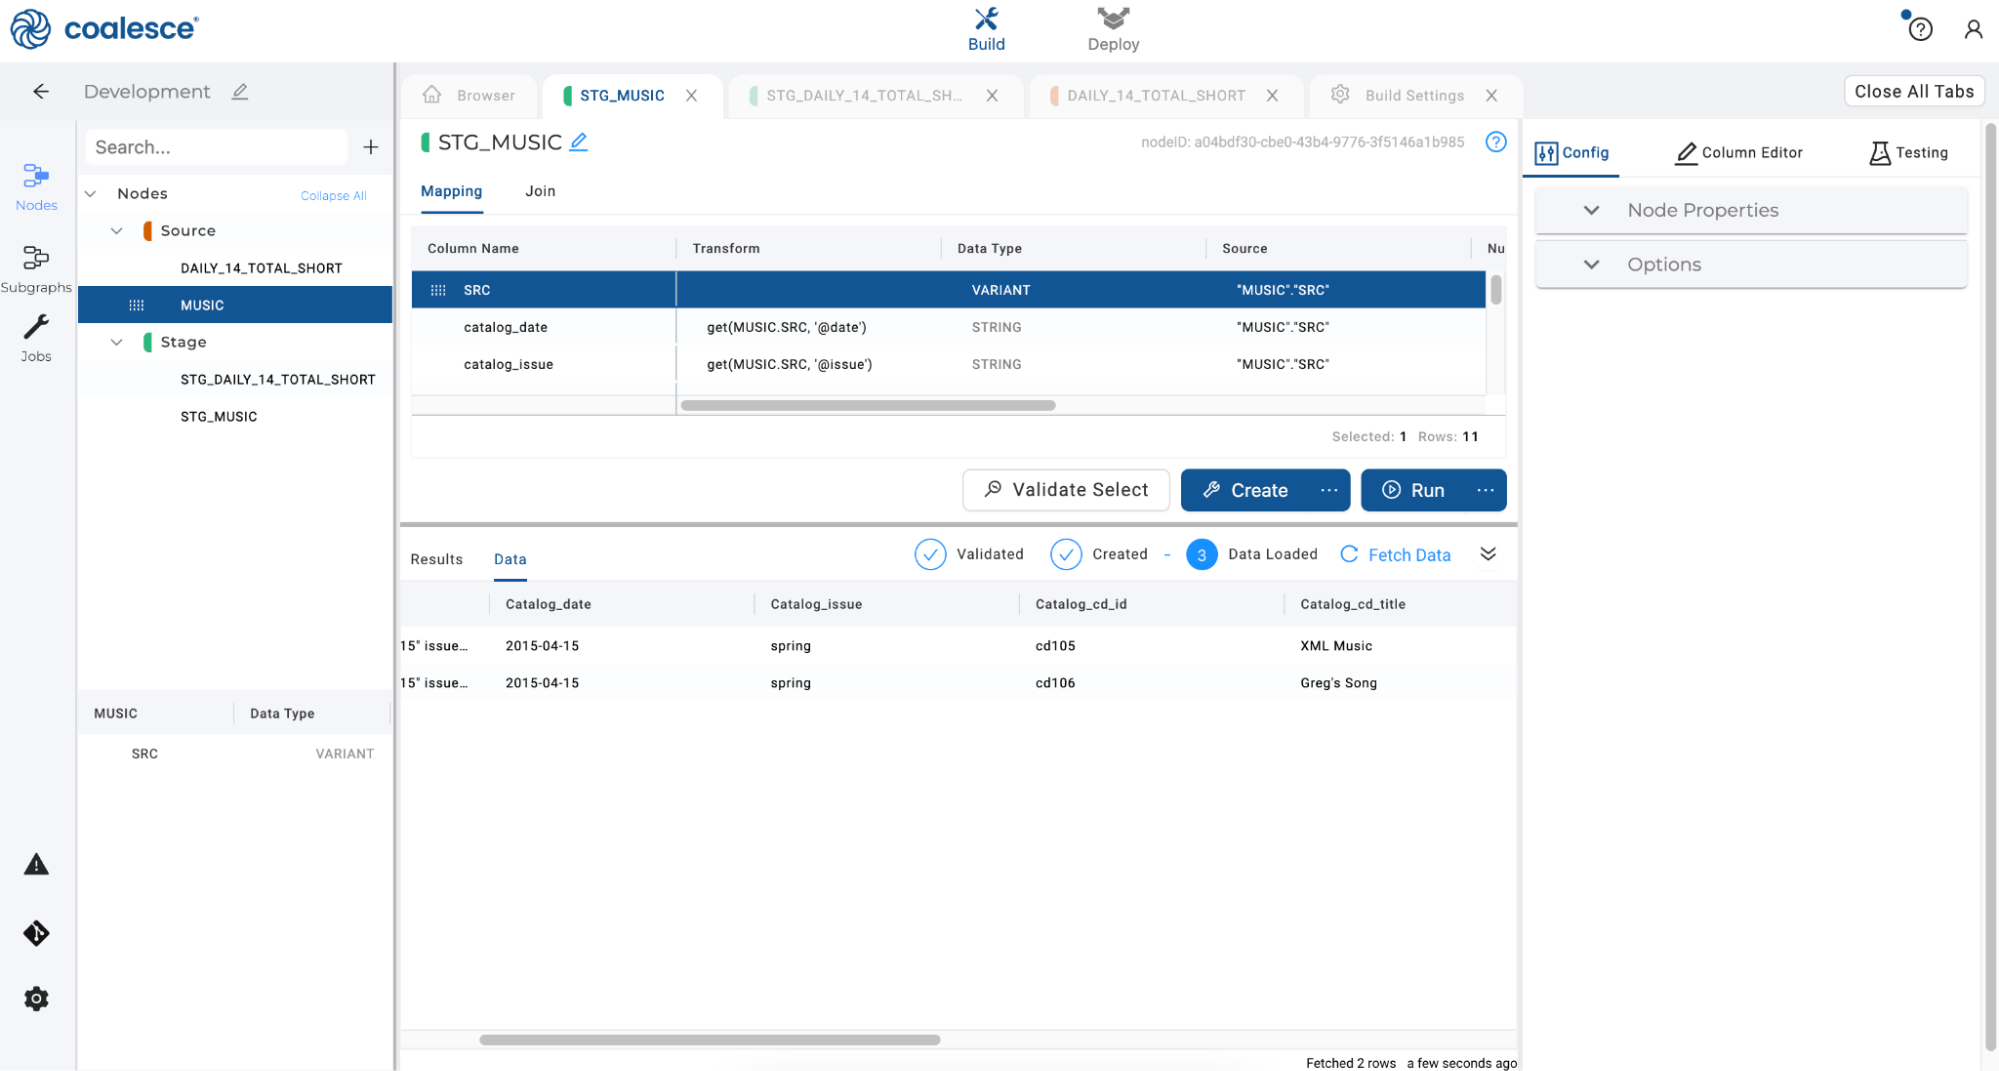 coalesce®
Build
Deploy
Development
Browser
STG_MUSIC
STG_DAILY_14_TOTAL_SH...
DAILY_14_TOTAL_SHORT
Build Settings
Close All Tabs
Search...
Nodes
Collapse All
Source
DAILY_14_TOTAL_SHORT
MUSIC
Stage
STG_DAILY_14_TOTAL_SHORT
STG_MUSIC
Nodes
Subgraphs
Jobs
MUSIC
Data Type
SRC
VARIANT
STG_MUSIC
nodeID: a04bdf30-cbe0-43b4-9776-3f5146a1b985
Mapping
Join
Column Name
Transform
Data Type
Source
Nu
SRC
VARIANT
"MUSIC"."SRC"
catalog_date
get(MUSIC.SRC, '@date')
STRING
"MUSIC"."SRC"
catalog_issue
get(MUSIC.SRC, '@issue')
STRING
"MUSIC"."SRC"
Selected: 1 Rows: 11
Validate Select
Create ...
Run ...
Results
Data
Validated
Created
3
Data Loaded
Fetch Data
Catalog_date
Catalog_issue
Catalog_cd_id
Catalog_cd_title
15" issue...
2015-04-15
spring
cd105
XML Music
15" issue...
2015-04-15
spring
cd106
Greg's Song
Fetched 2 rows a few seconds ago
Config
Column Editor
Testing
Node Properties
Options